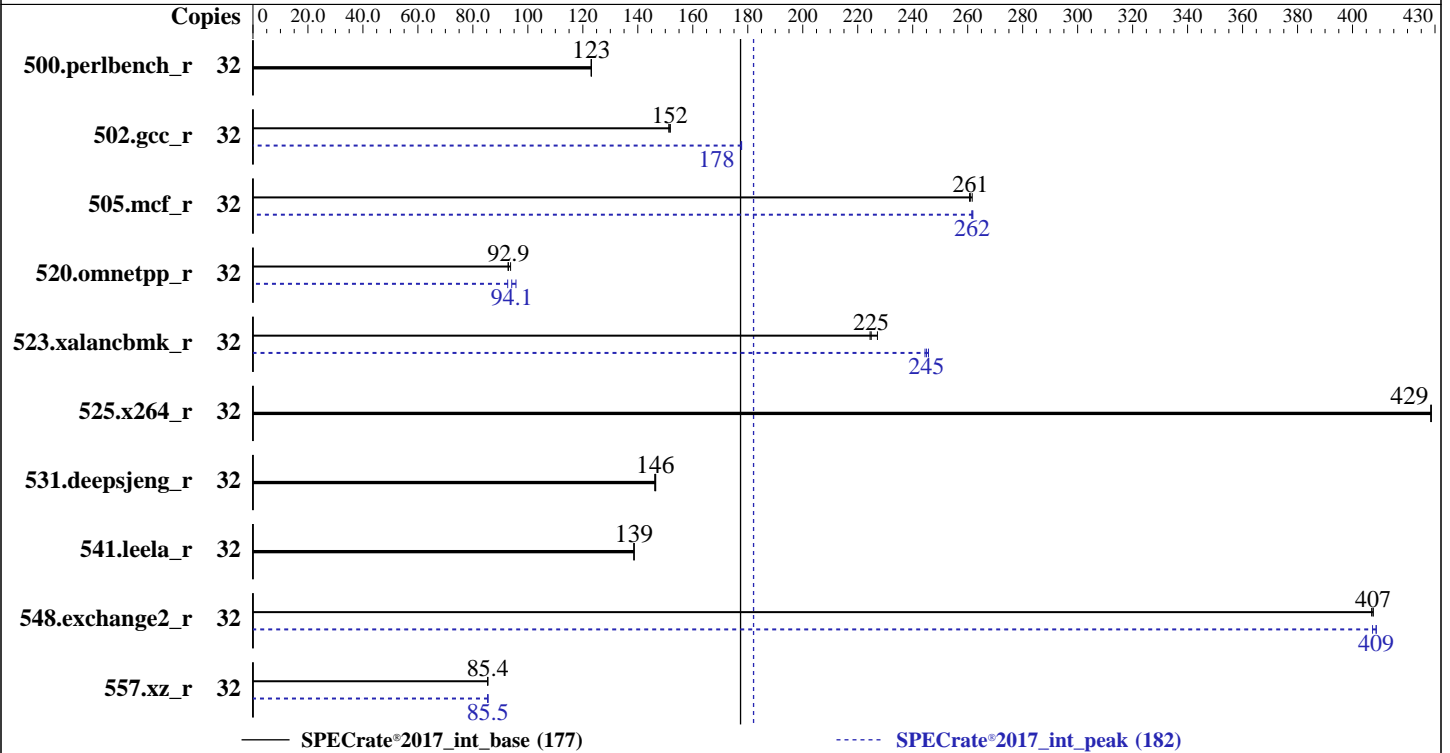 Copies 0 20.0 40.0 60.0 80.0 100 120 140 160 180 200 220 240 260 280 300 320 340 360 380 400 430
500.perlbench_r 32 123
502.gcc_r 32 152
178
505.mcf_r 32 261
262
520.omnetpp_r 32 92.9
94.1
523.xalancbmk_r 32 225
245
525.x264_r 32 429
531.deepsjeng_r 32 146
541.leela_r 32 139
548.exchange2_r 32 407
409
557.xz_r 32 85.4
85.5
SPECrate®2017_int_base (177) SPECrate®2017_int_peak (182)